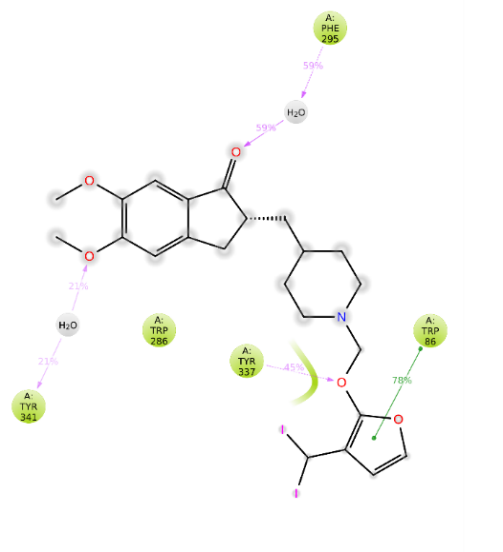 A:
PHE
295
59%
H₂O
59%
O
O
O
21%
H₂O
21%
A:
TRP
286
A:
TYR
341
N
A:
TYR
337
45%
A:
TRP
86
78%
O
O
I
I